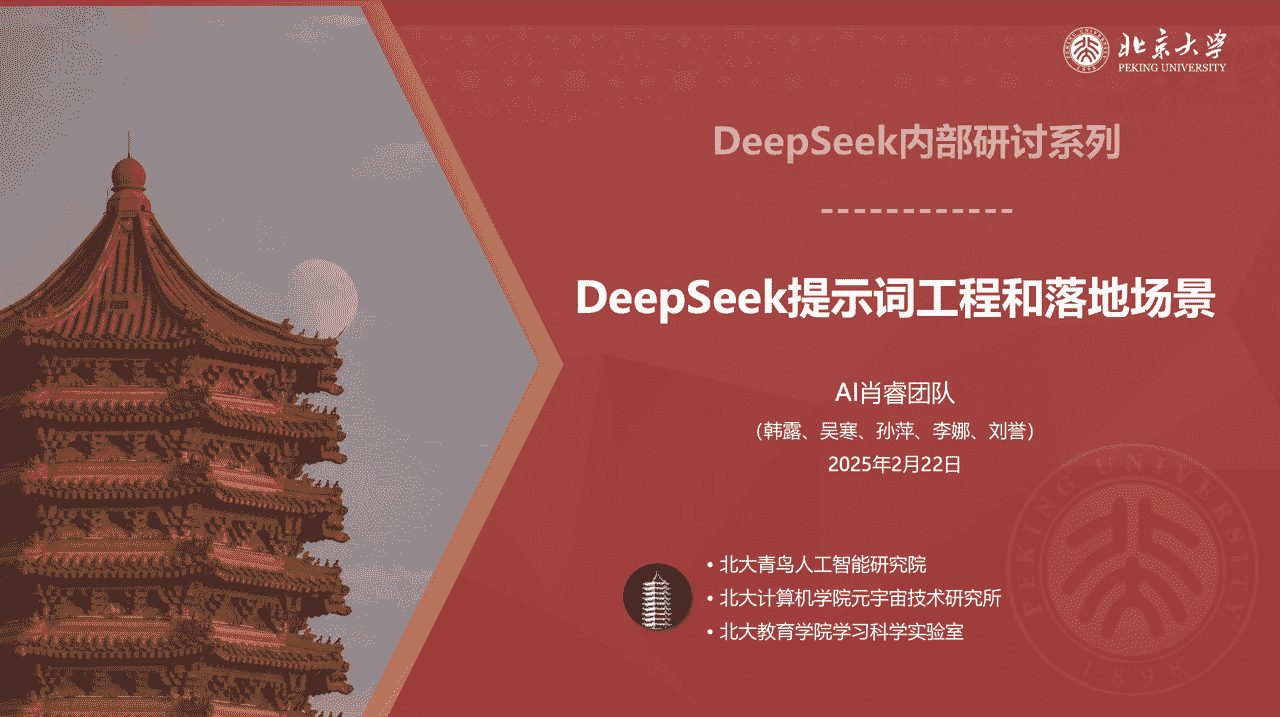 北京大学
PEKING UNIVERSITY
DeepSeek内部研讨系列
------------
DeepSeek提示词工程和落地场景
AI肖睿团队
（韩露、吴寒、孙萍、李娜、刘誉）
2025年2月22日
• 北大青鸟人工智能研究院
• 北大计算机学院元宇宙技术研究所
• 北大教育学院学习科学实验室
PEKING UNIVERSITY
1898